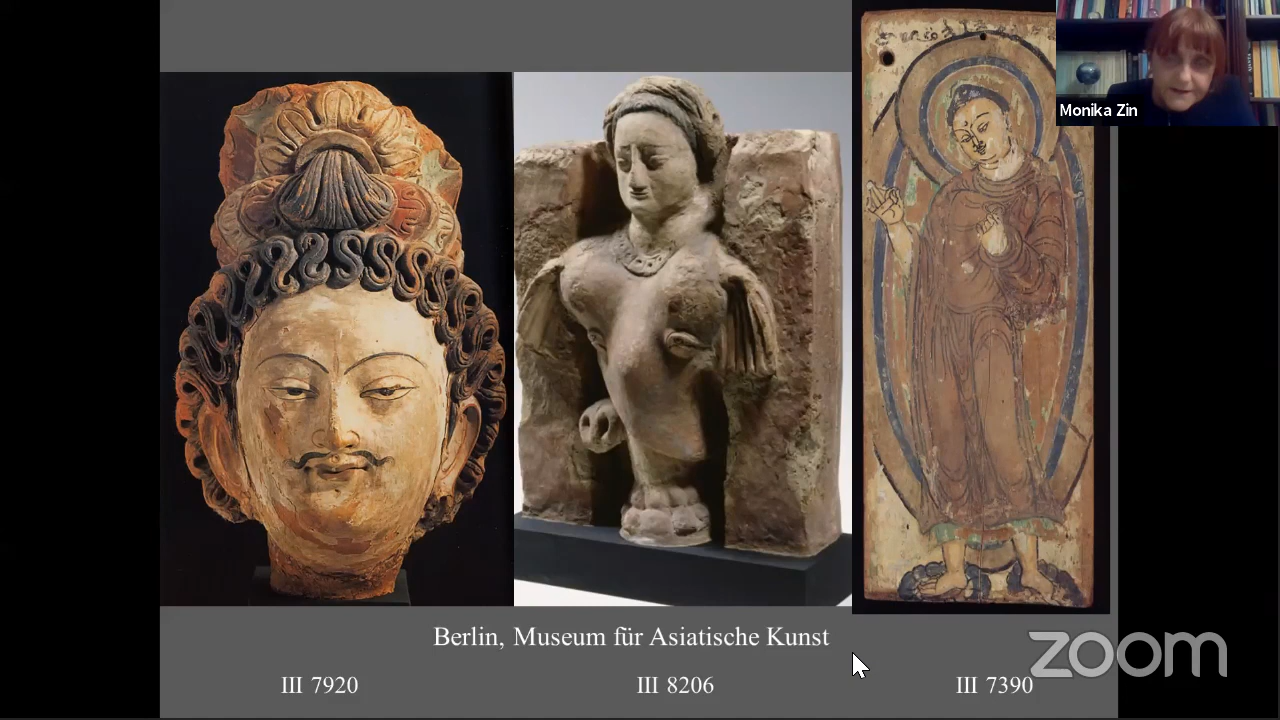 Monika Zin
Berlin, Museum für Asiatische Kunst
III 7920
III 8206
III 7390
zoom